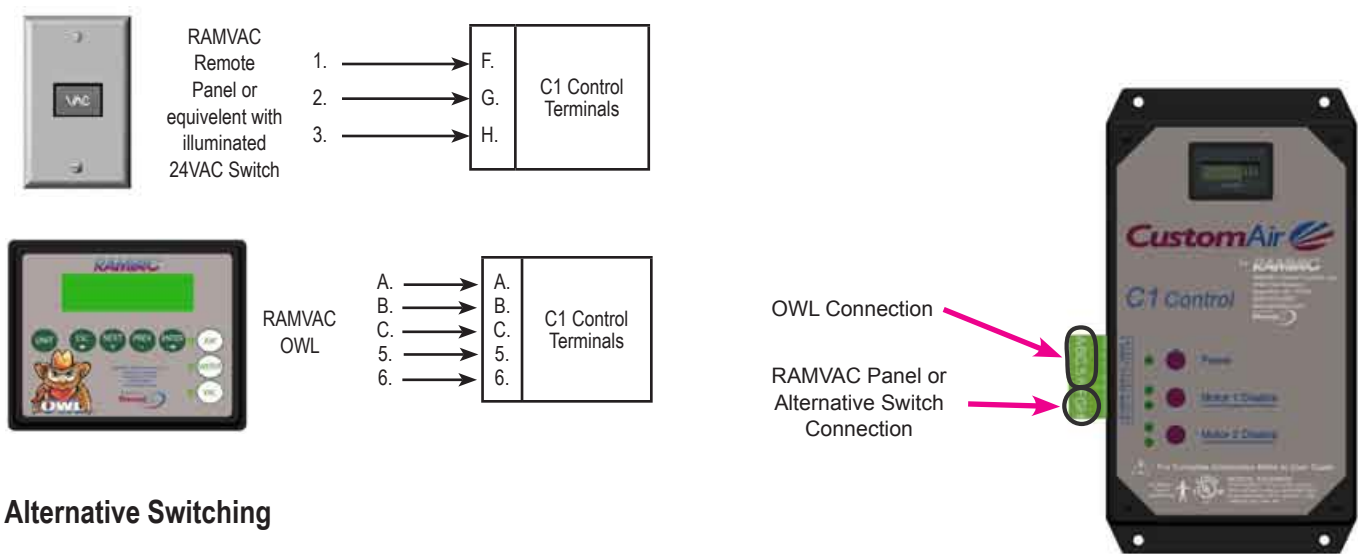 RAMVAC
Remote
Panel or
equivelent with
illuminated
24VAC Switch
VAC
1.
2.
3.
F.
G.
H.
C1 Control
Terminals
RAMVAC
OWL
RAMVAC
OWL
A.
B.
C.
5.
6.
A.
B.
C.
5.
6.
C1 Control
Terminals
OWL Connection
RAMVAC Panel or
Alternative Switch
Connection
CustomAir
by RAMVAC
C1 Control
Power
Motor 1 Disable
Motor 2 Disable
Alternative Switching